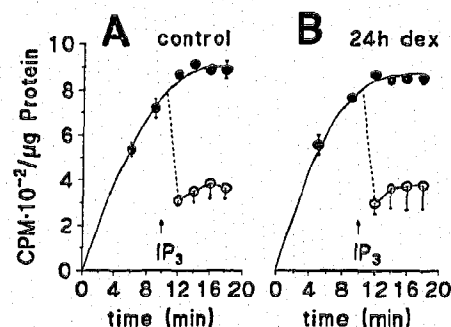 A control
B 24h dex
CPM·10⁻²/µg Protein
10
8
6
4
2
0
IP₃
IP₃
0 4 8 12 16 20
0 4 8 12 16 20
time (min)
time (min)